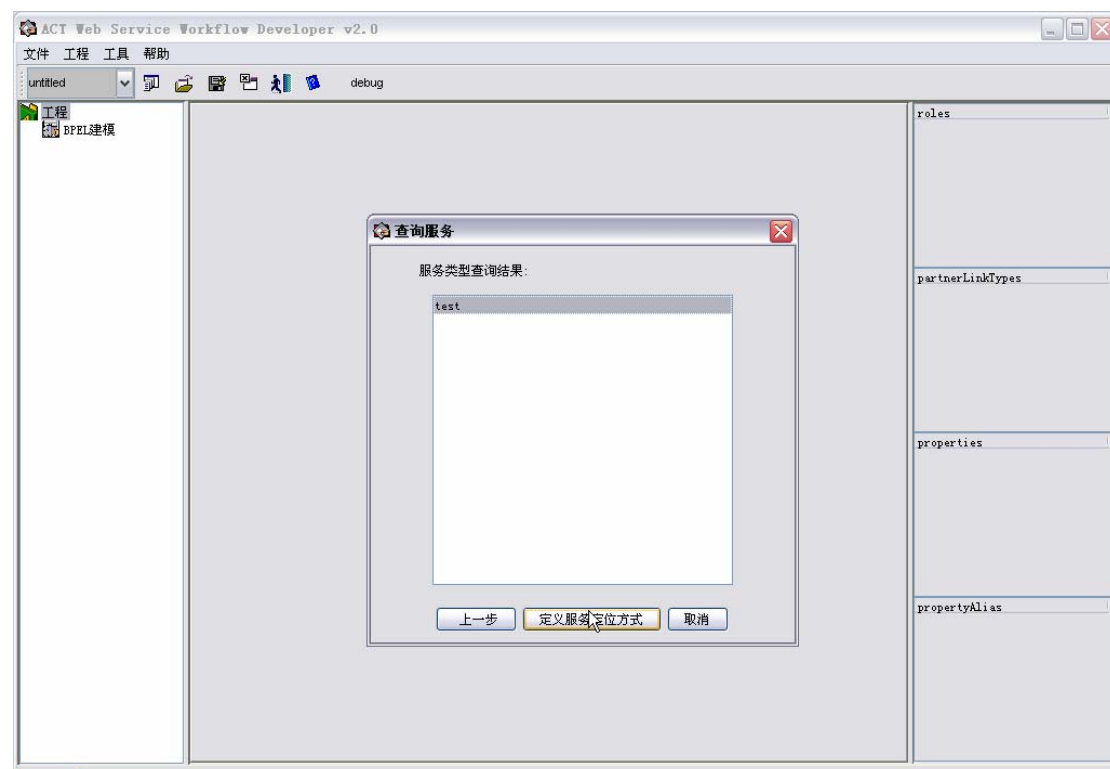 ACT Web Service Workflow Developer v2.0
文件 工程 工具 帮助
untitled debug
工程
BPEL建模
查询服务
服务类型查询结果:
test
上一步 定义服务定位方式 取消
roles
partnerLinkTypes
properties
propertyAlias